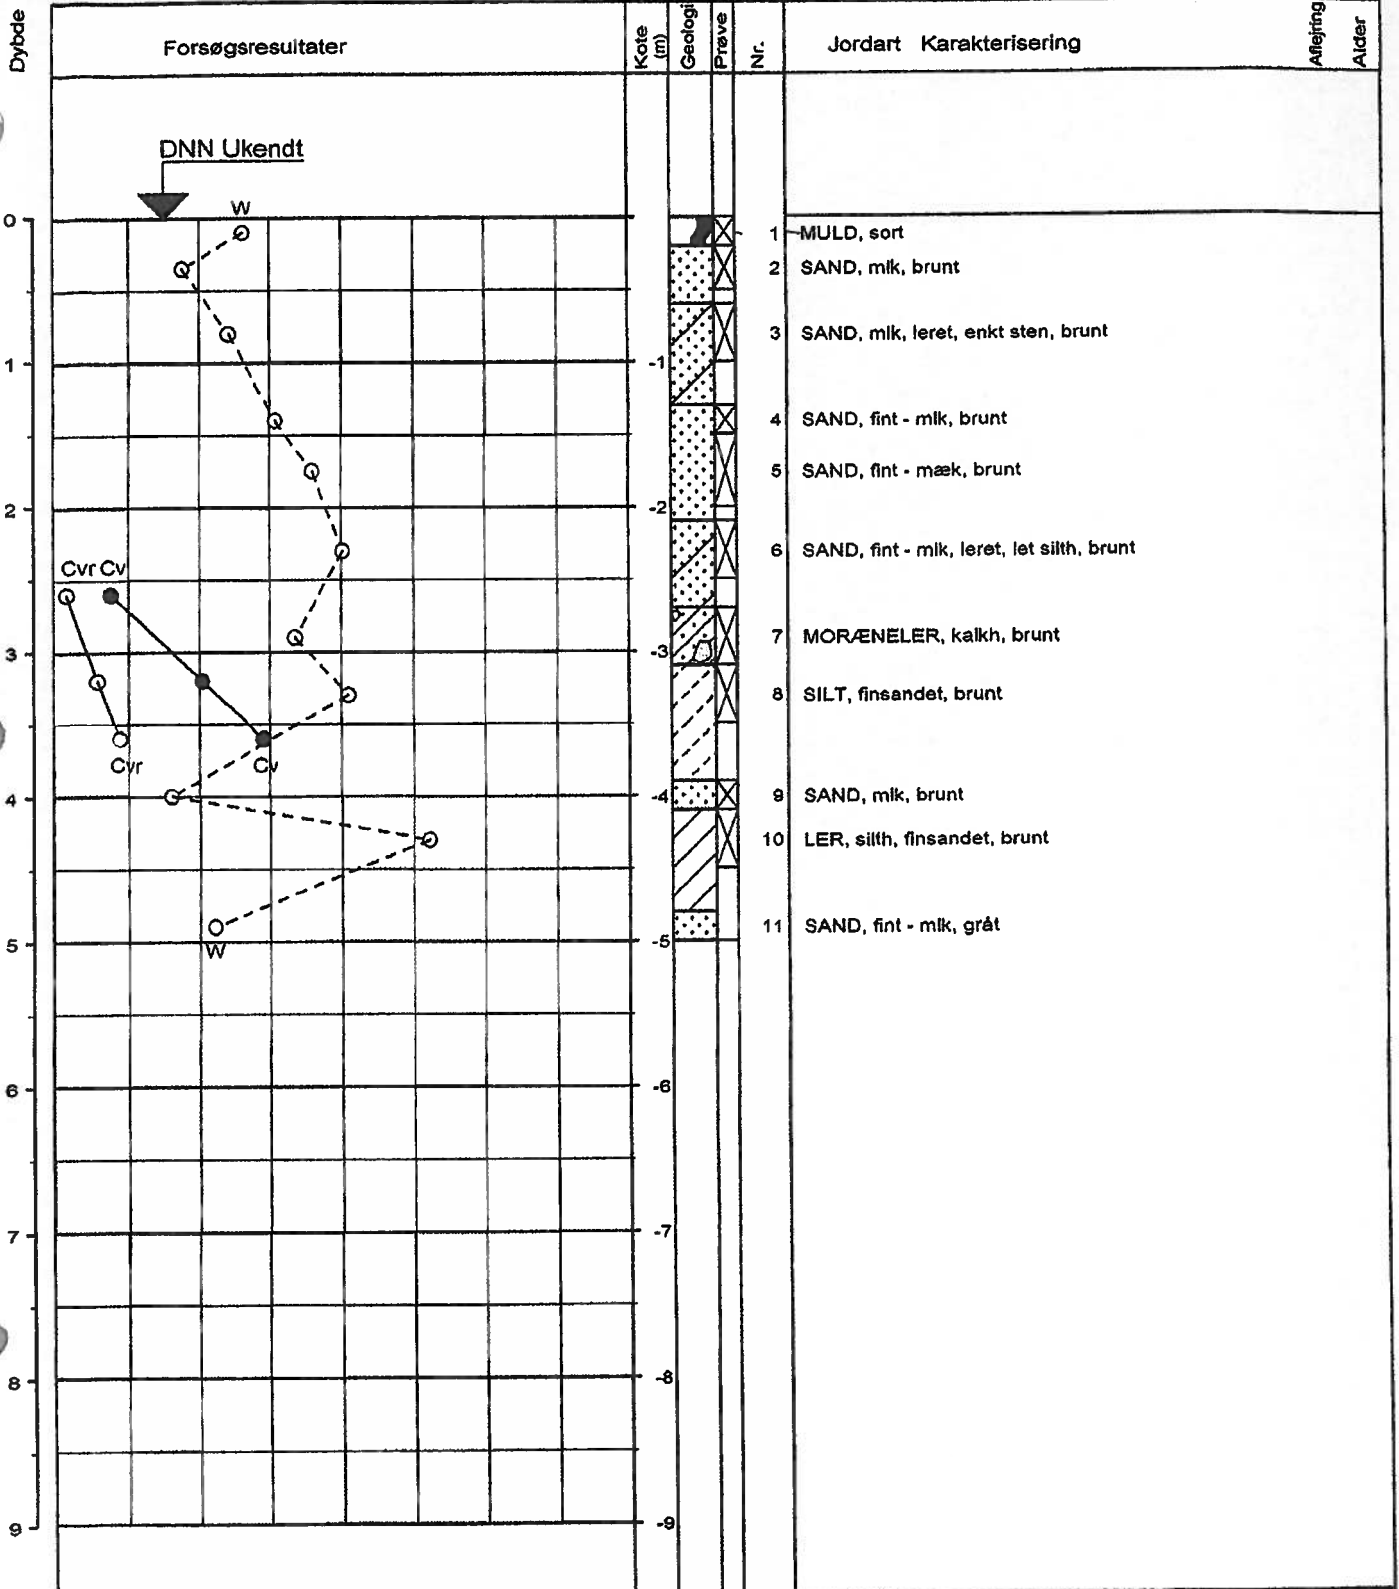 Dybde Forsøgsresultater Kote (m) Geologi Prøve Nr. Jordart Karakterisering Aflejring Alder
DNN Ukendt
W
0 1 MULD, sort
2 SAND, mlk, brunt
3 SAND, mlk, leret, enkt sten, brunt
1 -1
4 SAND, fint - mlk, brunt
5 SAND, fint - mæk, brunt
2 -2
6 SAND, fint - mlk, leret, let silth, brunt
Cvr Cv
7 MORÆNELER, kalkh, brunt
3 -3
8 SILT, finsandet, brunt
Cvr Cv
4 -4 9 SAND, mlk, brunt
10 LER, silth, finsandet, brunt
11 SAND, fint - mlk, gråt
5 W -5
6 -6
7 -7
8 -8
9 -9